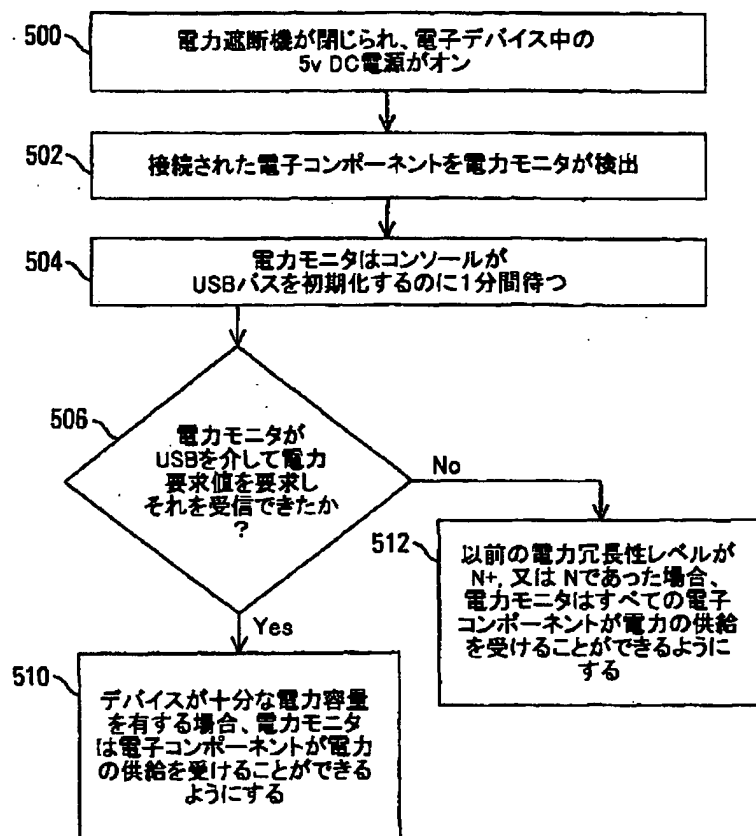 500
電力遮断機が閉じられ、電子デバイス中の
5v DC電源がオン
502
接続された電子コンポーネントを電力モニタが検出
504
電力モニタはコンソールが
USBバスを初期化するのに1分間待つ
506
電力モニタが
USBを介して電力
要求値を要求し
それを受信できたか
?
No
512
以前の電力冗長性レベルが
N+, 又は Nであった場合、
電力モニタはすべての電子
コンポーネントが電力の供給
を受けることができるように
する
Yes
510
デバイスが十分な電力容量
を有する場合、電力モニタ
は電子コンポーネントが電力
の供給を受けることができる
ようにする